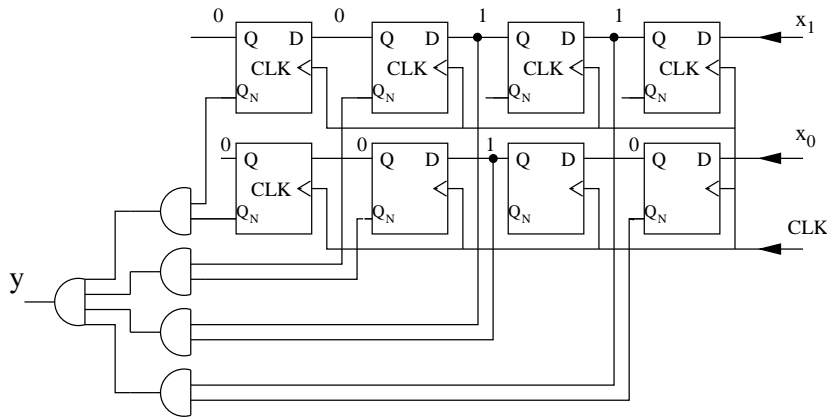 0 0 1 1
Q D Q D Q D Q D x1
CLK CLK CLK CLK
QN QN QN QN
0 0 1 0 x0
Q D Q D Q D Q D
CLK
QN QN QN QN
CLK
y